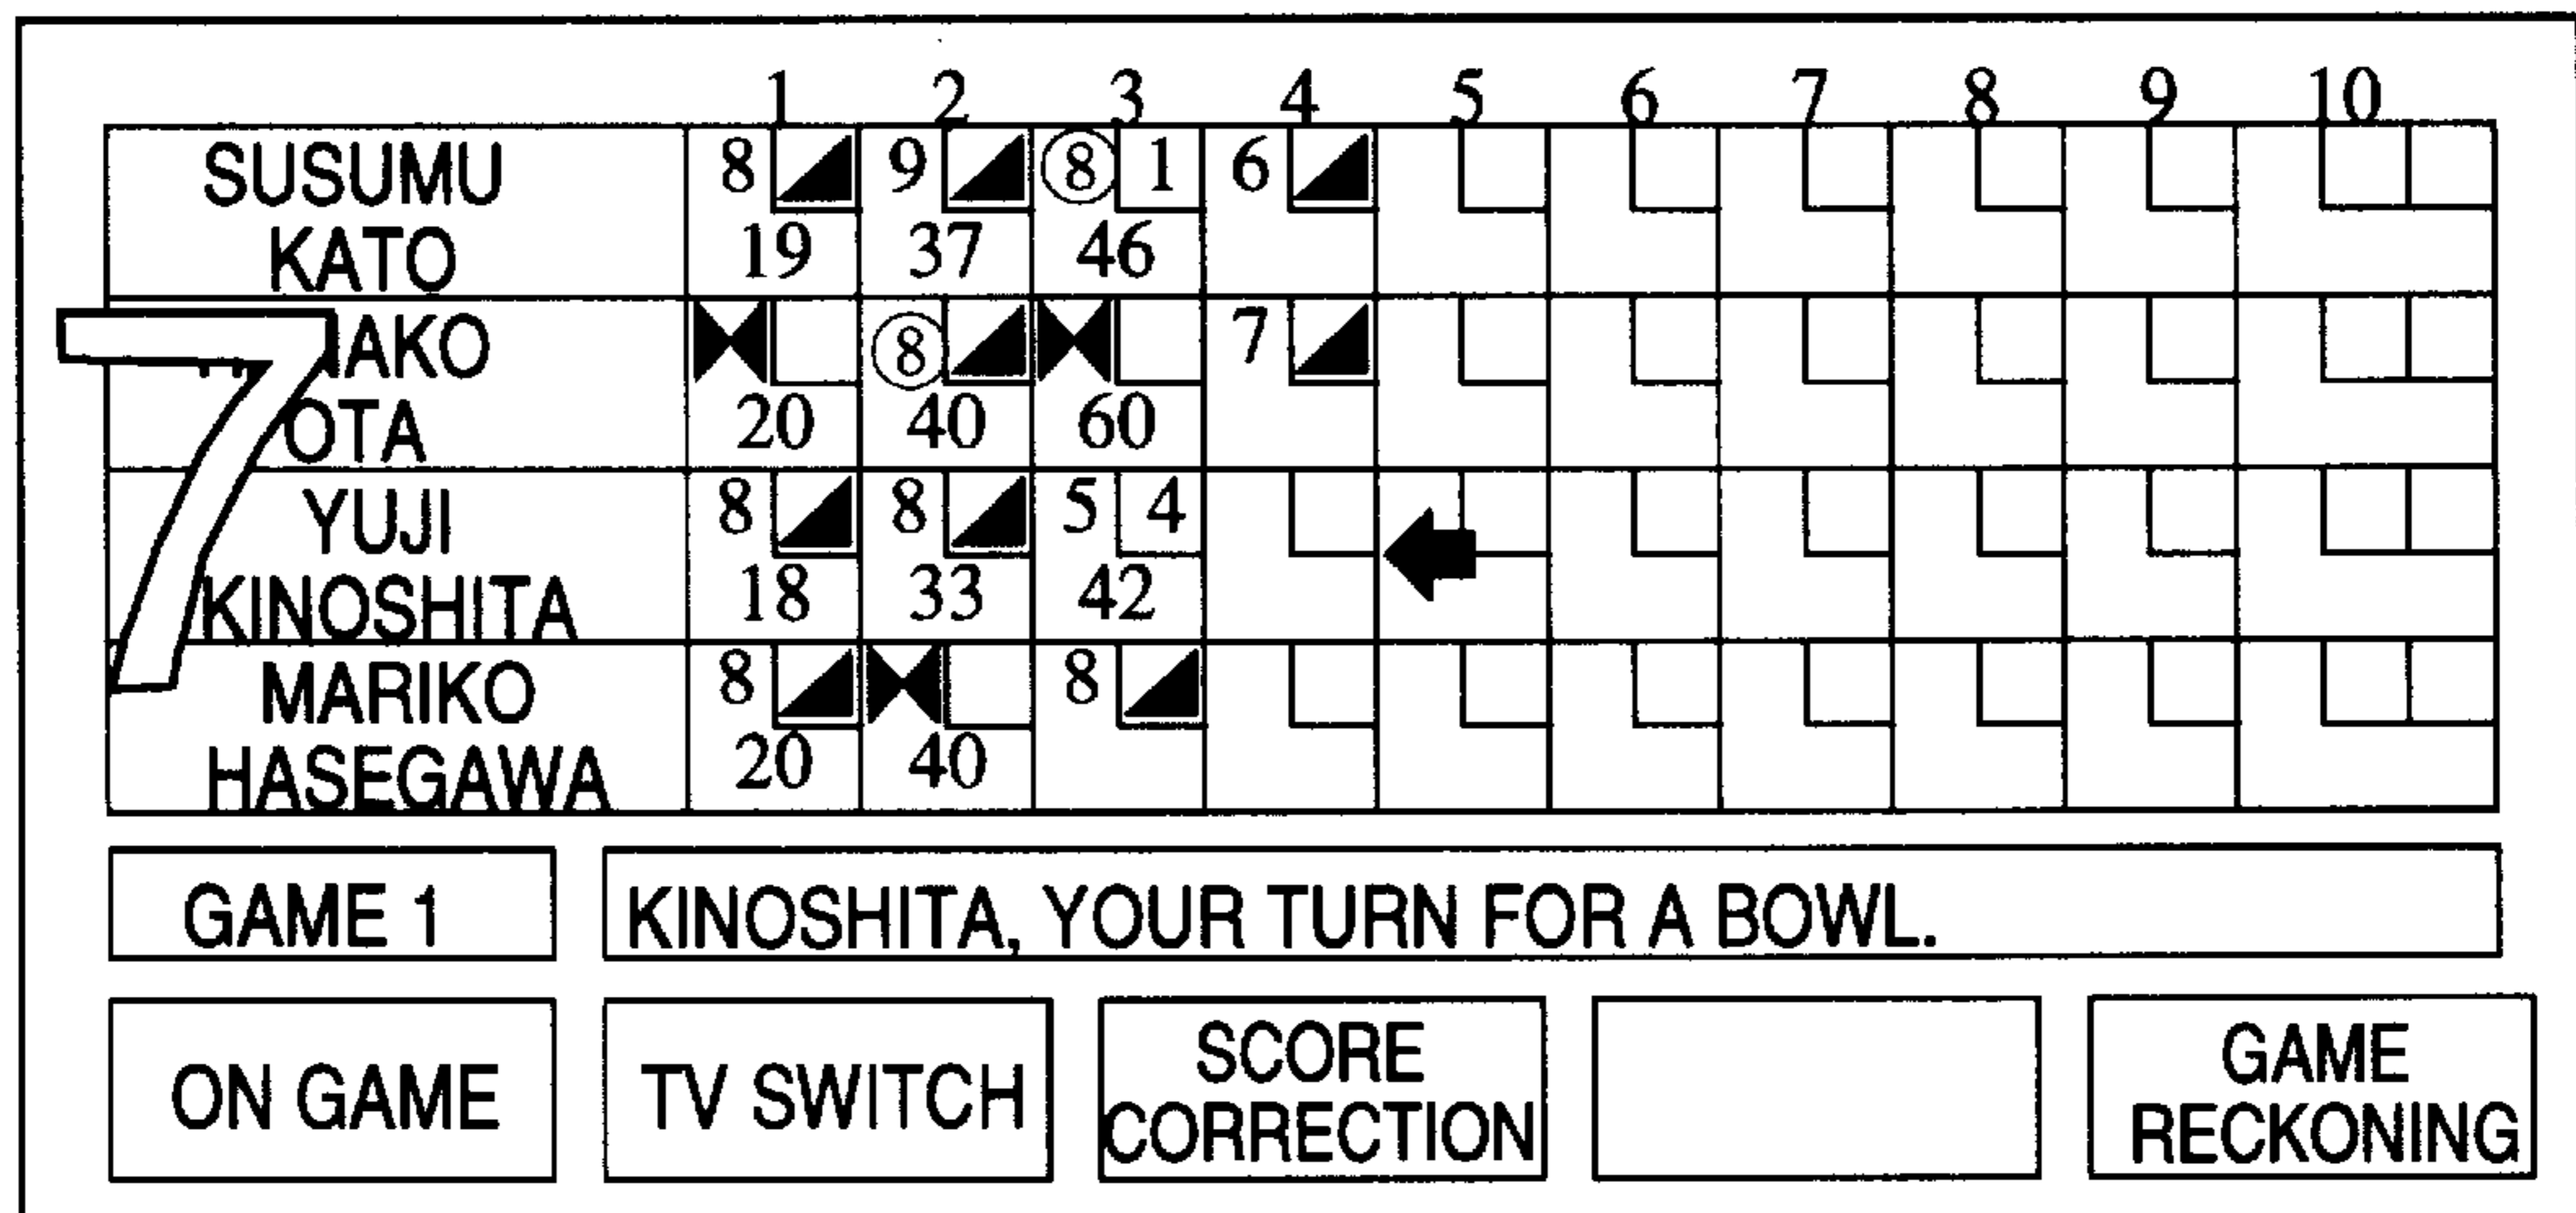 1 2 3 4 5 6 7 8 9 10
SUSUMU 8 9 8 1 6
KATO 19 37 46
8 7
OTA 20 40 60
YUJI 8 8 5 4
KINOSHITA 18 33 42
MARIKO 8 8
HASEGAWA 20 40
7
GAME 1 KINOSHITA, YOUR TURN FOR A BOWL.
ON GAME TV SWITCH SCORE CORRECTION GAME RECKONING